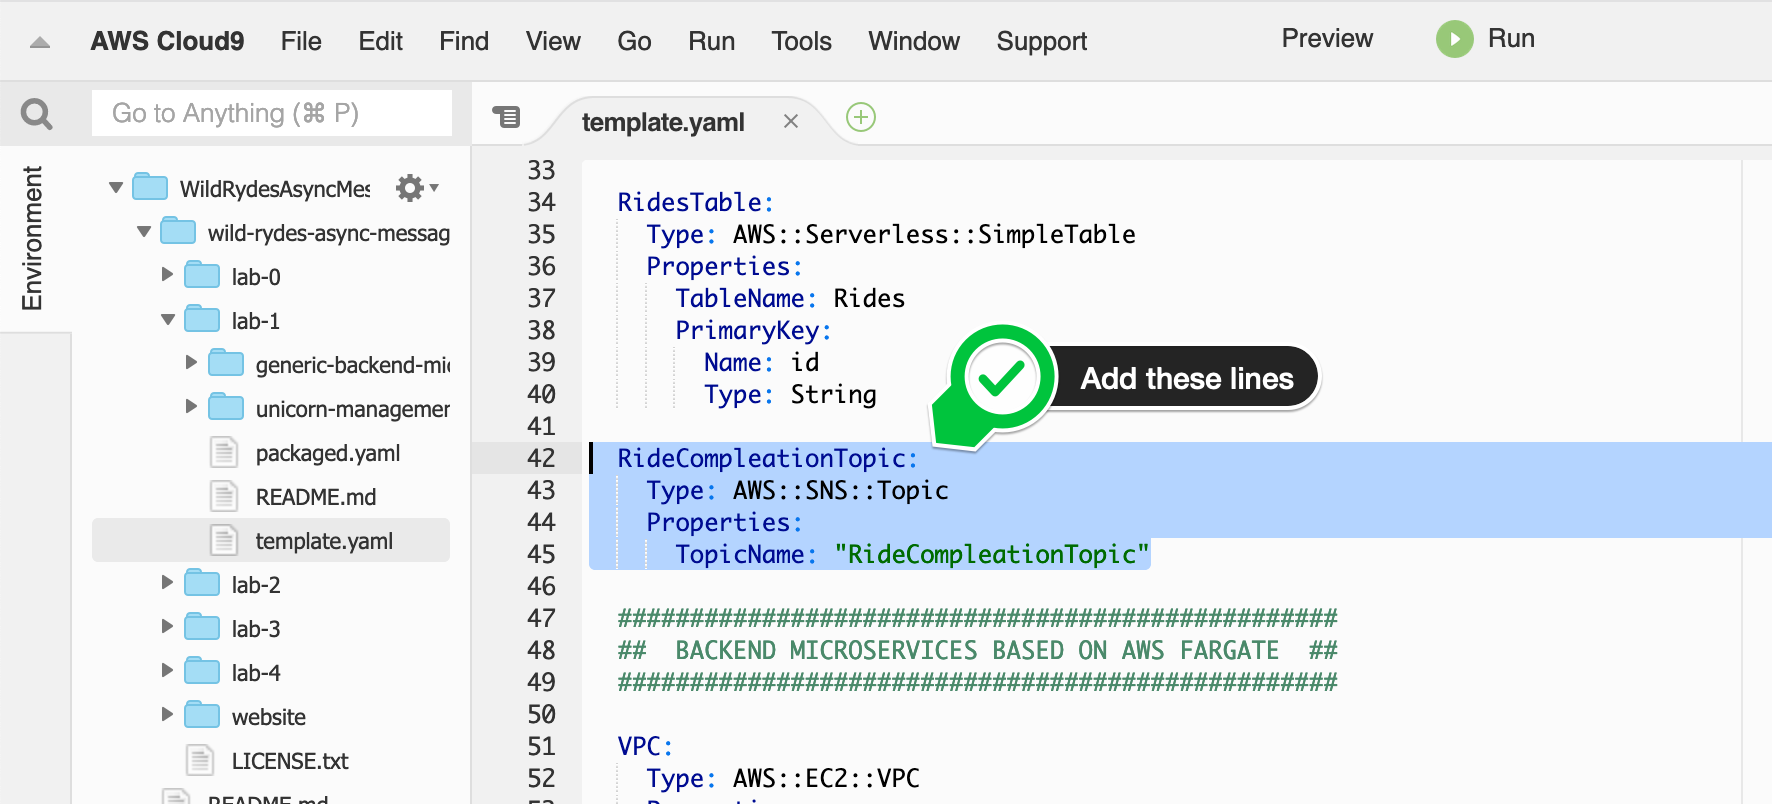 AWS Cloud9 File Edit Find View Go Run Tools Window Support Preview Run
Go to Anything (⌘ P)
template.yaml
Environment
WildRydesAsyncMes
wild-rydes-async-messag
lab-0
lab-1
generic-backend-mi
unicorn-managemen
packaged.yaml
README.md
template.yaml
lab-2
lab-3
lab-4
website
LICENSE.txt
README.md
33
34 RidesTable:
35 Type: AWS::Serverless::SimpleTable
36 Properties:
37 TableName: Rides
38 PrimaryKey:
39 Name: id
40 Type: String
41
Add these lines
42 RideCompleationTopic:
43 Type: AWS::SNS::Topic
44 Properties:
45 TopicName: "RideCompleationTopic"
46
47 ##################################################
48 ## BACKEND MICROSERVICES BASED ON AWS FARGATE ##
49 ##################################################
50
51 VPC:
52 Type: AWS::EC2::VPC